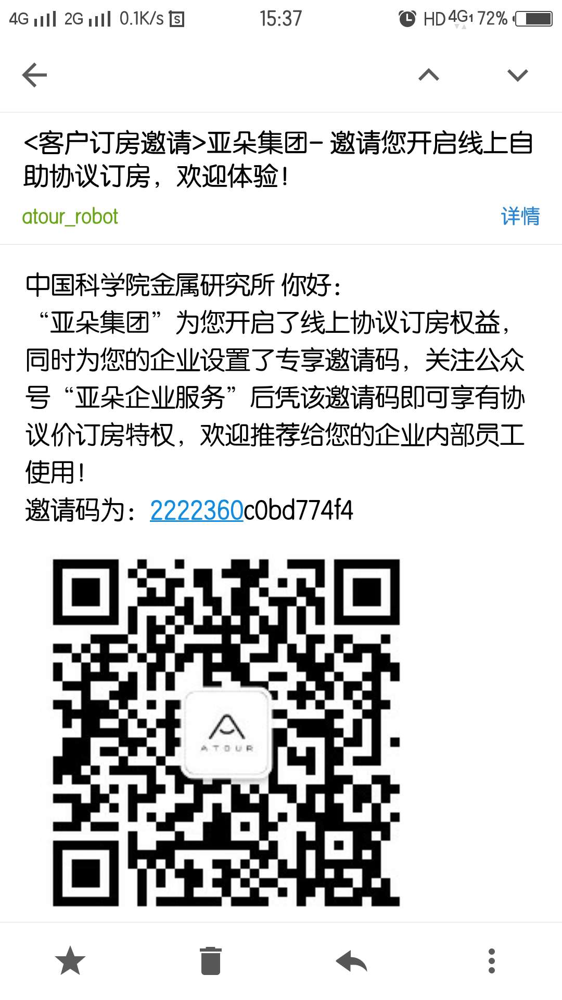 4G 2G 0.1K/s S 15:37 HD 4G1 72%
<客户订房邀请>亚朵集团- 邀请您开启线上自
助协议订房，欢迎体验！
atour_robot 详情
中国科学院金属研究所 你好：
“亚朵集团”为您开启了线上协议订房权益，
同时为您的企业设置了专享邀请码，关注公众
号“亚朵企业服务”后凭该邀请码即可享有协
议价订房特权，欢迎推荐给您的企业内部员工
使用！
邀请码为：2222360c0bd774f4
ATOUR